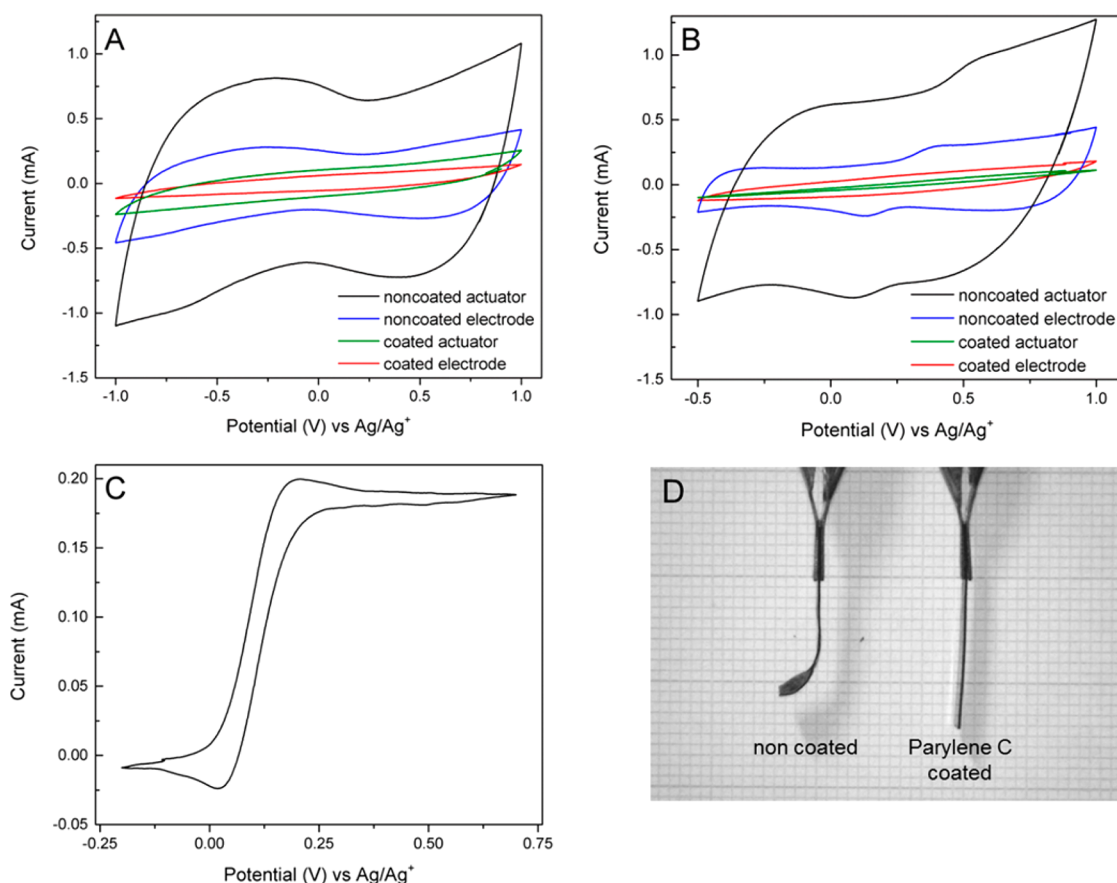 A
Current (mA)
1.0
0.5
0.0
-0.5
-1.0
-1.5
noncoated actuator
noncoated electrode
coated actuator
coated electrode
-1.0 -0.5 0.0 0.5 1.0
Potential (V) vs Ag/Ag⁺
B
Current (mA)
1.0
0.5
0.0
-0.5
-1.0
-1.5
noncoated actuator
noncoated electrode
coated actuator
coated electrode
-0.5 0.0 0.5 1.0
Potential (V) vs Ag/Ag⁺
C
Current (mA)
0.20
0.15
0.10
0.05
0.00
-0.05
-0.25 0.00 0.25 0.50 0.75
Potential (V) vs Ag/Ag⁺
D
non coated
Parylene C
coated